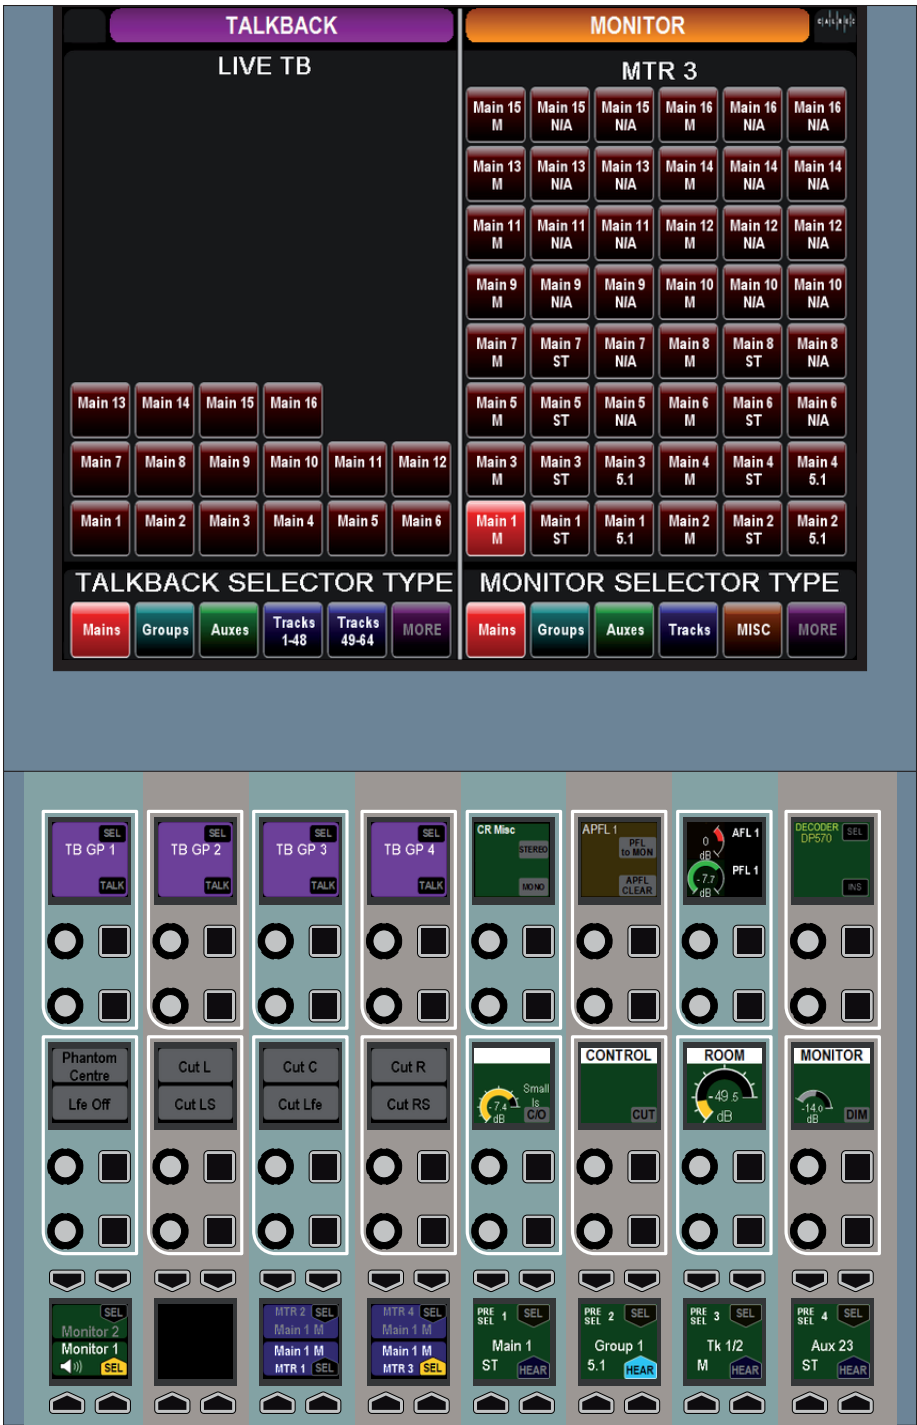 TALKBACK
MONITOR
CALREC
LIVE TB
MTR 3
Main 15 M
Main 15 N/A
Main 15 N/A
Main 16 M
Main 16 N/A
Main 16 N/A
Main 13 M
Main 13 N/A
Main 13 N/A
Main 14 M
Main 14 N/A
Main 14 N/A
Main 11 M
Main 11 N/A
Main 11 N/A
Main 12 M
Main 12 N/A
Main 12 N/A
Main 9 M
Main 9 N/A
Main 9 N/A
Main 10 M
Main 10 N/A
Main 10 N/A
Main 7 M
Main 7 ST
Main 7 N/A
Main 8 M
Main 8 ST
Main 8 N/A
Main 13
Main 14
Main 15
Main 16
Main 5 M
Main 5 ST
Main 5 N/A
Main 6 M
Main 6 ST
Main 6 N/A
Main 7
Main 8
Main 9
Main 10
Main 11
Main 12
Main 3 M
Main 3 ST
Main 3 5.1
Main 4 M
Main 4 ST
Main 4 5.1
Main 1
Main 2
Main 3
Main 4
Main 5
Main 6
Main 1 M
Main 1 ST
Main 1 5.1
Main 2 M
Main 2 ST
Main 2 5.1
TALKBACK SELECTOR TYPE
MONITOR SELECTOR TYPE
Mains
Groups
Auxes
Tracks 1-48
Tracks 49-64
MORE
Mains
Groups
Auxes
Tracks
MISC
MORE
SEL
TB GP 1
TALK
SEL
TB GP 2
TALK
SEL
TB GP 3
TALK
SEL
TB GP 4
TALK
CR Misc
STEREO
MONO
APFL 1
PFL to MON
APFL CLEAR
0 dB
AFL 1
-7.7 dB
PFL 1
DECODER
DP570
SEL
INS
Phantom Centre
Lfe Off
Cut L
Cut LS
Cut C
Cut Lfe
Cut R
Cut RS
Small ls
-7.4 dB
C/O
CONTROL
CUT
ROOM
-49.5 dB
MONITOR
-14.0 dB
DIM
SEL
Monitor 2
Monitor 1
SEL
MTR 2 SEL
Main 1 M
Main 1 M
MTR 1 SEL
MTR 4 SEL
Main 1 M
Main 1 M
MTR 3 SEL
PRE SEL 1 SEL
Main 1
ST HEAR
PRE SEL 2 SEL
Group 1
5.1 HEAR
PRE SEL 3 SEL
Tk 1/2
M HEAR
PRE SEL 4 SEL
Aux 23
ST HEAR